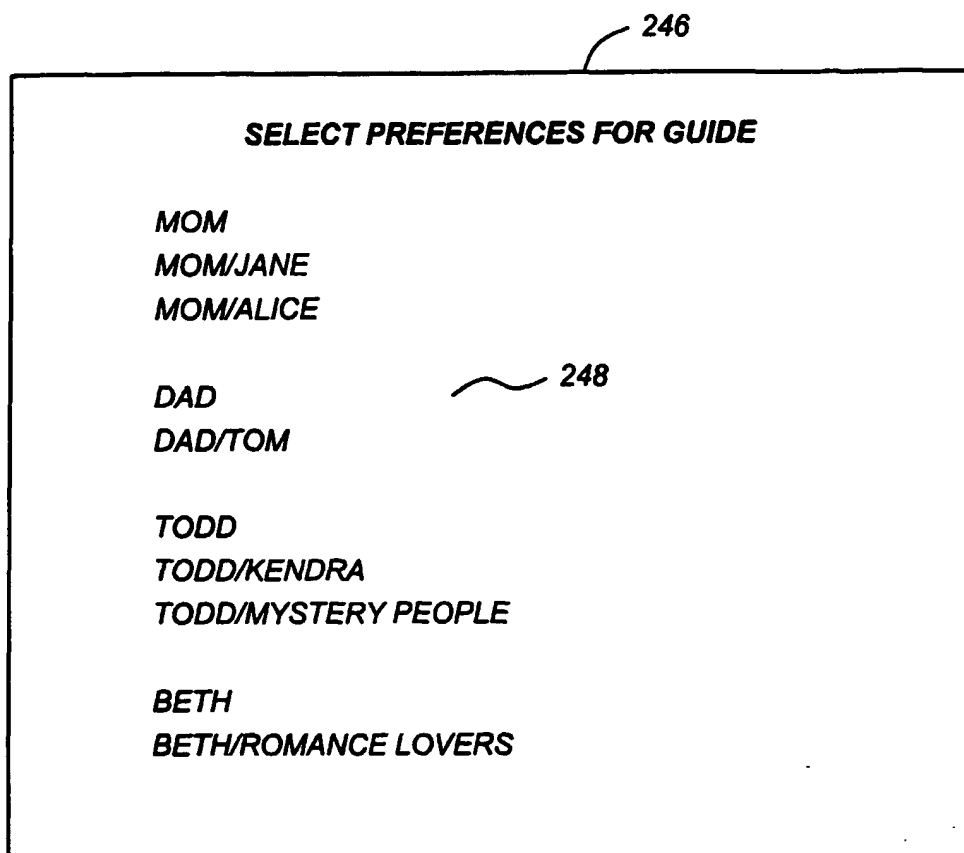 246
SELECT PREFERENCES FOR GUIDE
MOM
MOM/JANE
MOM/ALICE
DAD
248
DAD/TOM
TODD
TODD/KENDRA
TODD/MYSTERY PEOPLE
BETH
BETH/ROMANCE LOVERS